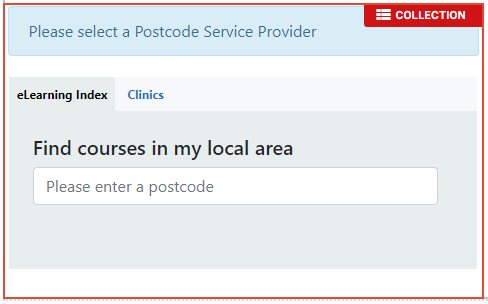 COLLECTION
Please select a Postcode Service Provider
eLearning Index
Clinics
Find courses in my local area
Please enter a postcode